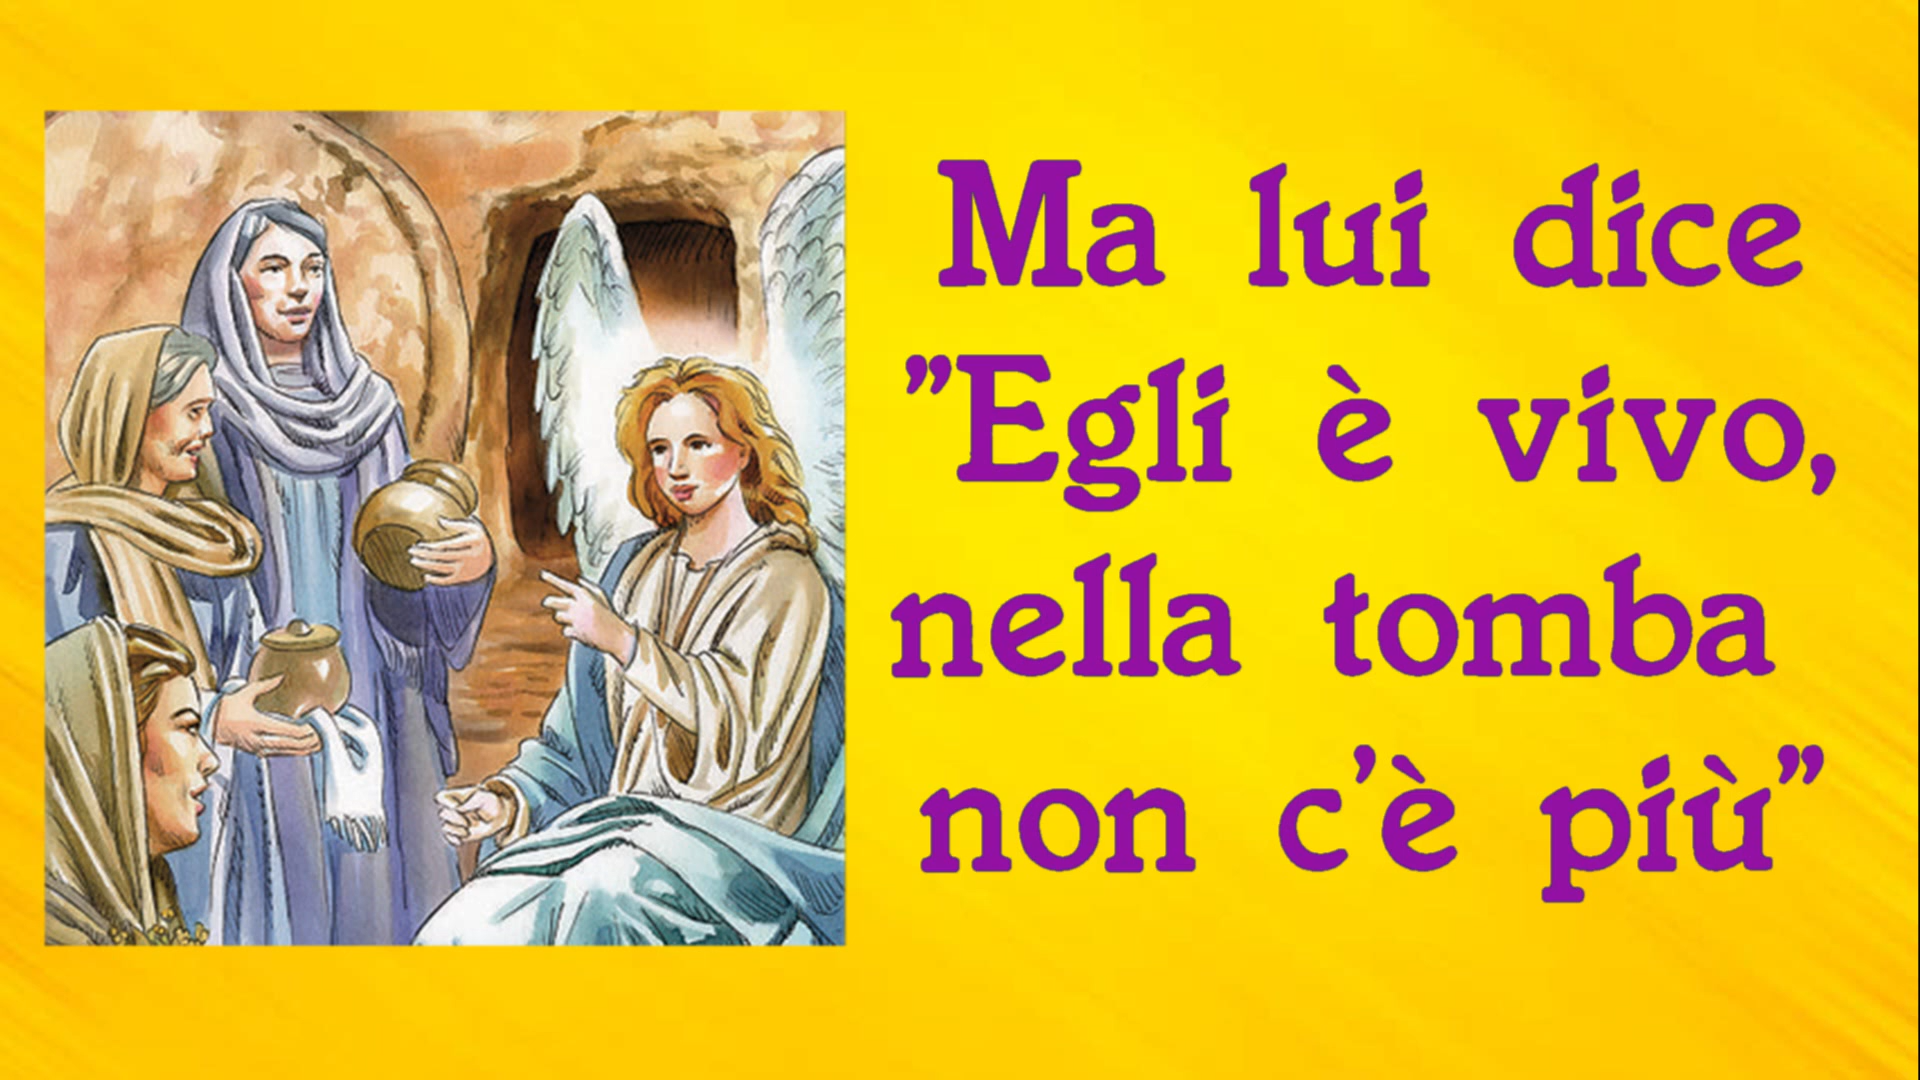 Ma lui dice
”Egli è vivo,
nella tomba
non c’è più”